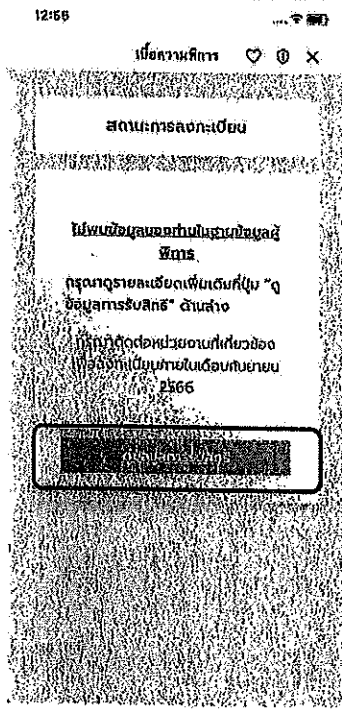 12:56
เบี้ยความพิการ
สถานะการลงทะเบียน
ไม่พบข้อมูลของท่านในฐานข้อมูลผู้
พิการ
กรุณาดูรายละเอียดเพิ่มเติมที่ปุ่ม "ดู
ข้อมูลการรับสิทธิ" ด้านล่าง
กรุณาติดต่อหน่วยงานที่เกี่ยวข้อง
เพื่อลงทะเบียนภายในเดือนกันยายน
2566